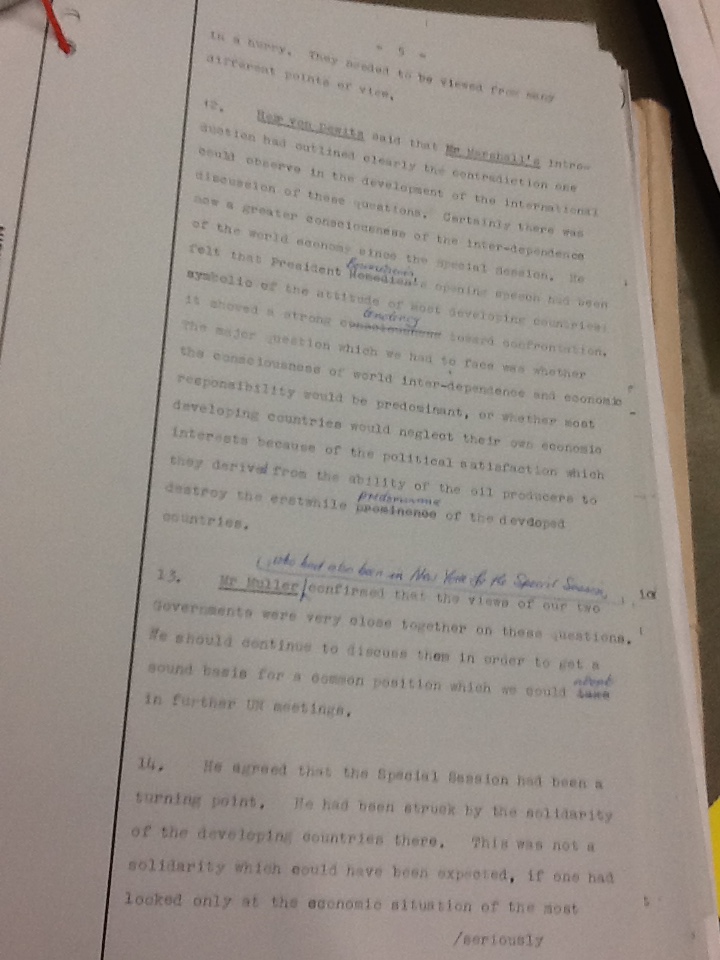 - 5 -
in a hurry. They needed to be viewed from many
different points of view.
12. Herr von Dewitz said that Mr Marshall's intro-
duction had outlined clearly the contradiction one
could observe in the development of the international
discussion of these questions. Certainly there was
now a greater consciousness of the inter-dependence
of the world economy since the Special Session. He
Boumedienne's
felt that President opening speech had been
symbolic of the attitude of most developing countries:
tendency
it showed a strong consciousness toward confrontation.
The major question which we had to face was whether
the consciousness of world inter-dependence and economic
responsibility would be predominant, or whether most
developing countries would neglect their own economic
interests because of the political satisfaction which
they derived from the ability of the oil producers to
predominance
destroy the erstwhile prominence of the devdoped
countries.
(, who had also been in New York for the Special Session,
13. Mr Muller confirmed that the views of our two
Governments were very close together on these questions.
We should continue to discuss them in order to get a
adopt
sound basis for a common position which we could take
in further UN meetings.
14. He agreed that the Special Session had been a
turning point. He had been struck by the solidarity
of the developing countries there. This was not a
solidarity which could have been expected, if one had
looked only at the economic situation of the most
/seriously